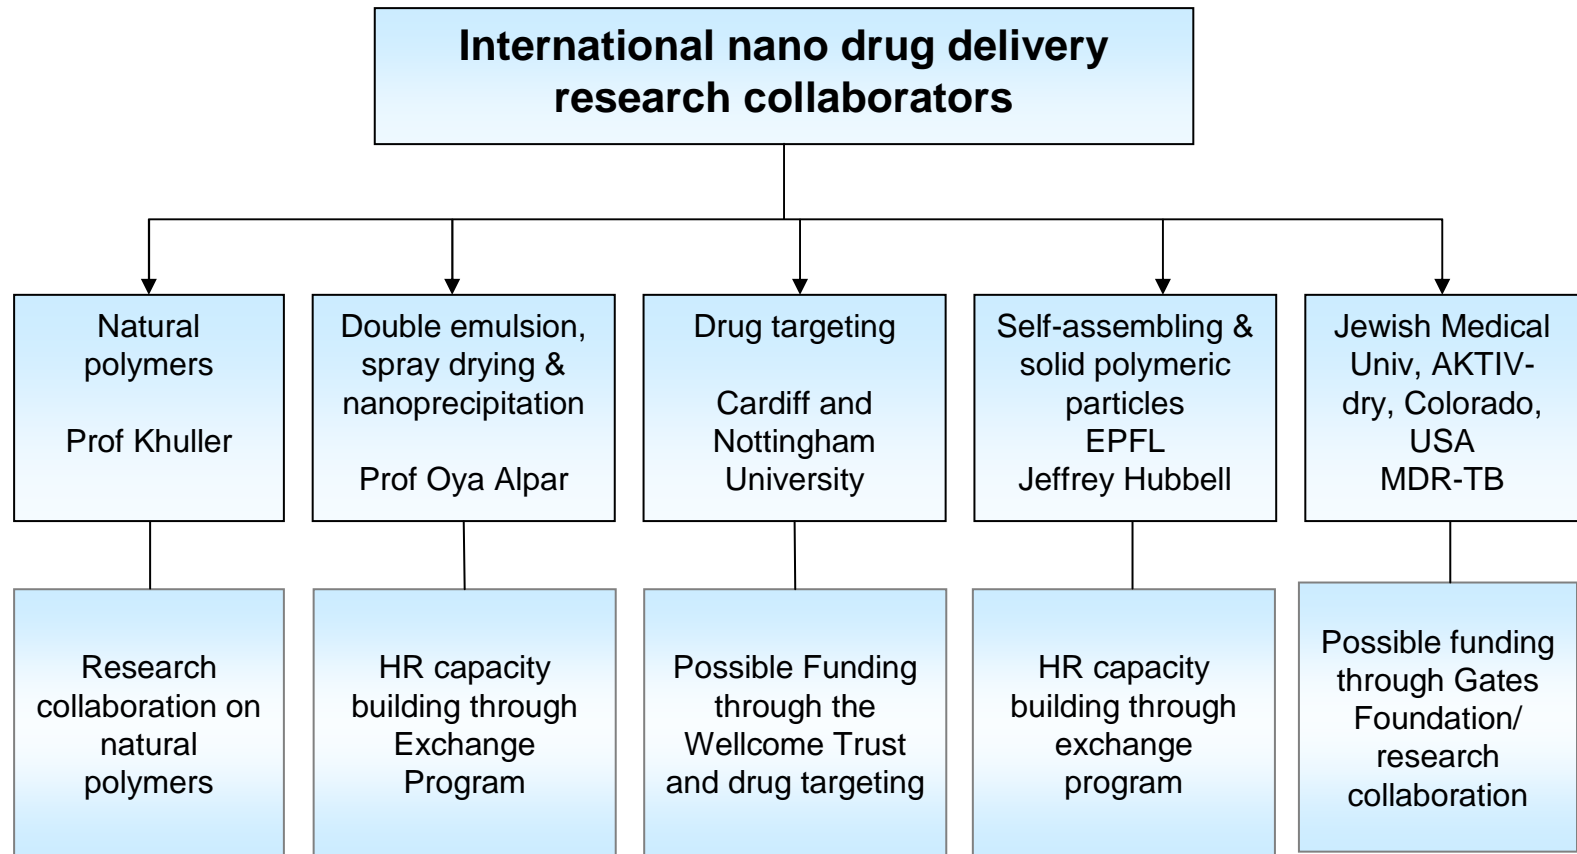 International nano drug delivery
research collaborators
Natural
polymers
Prof Khuller
Double emulsion,
spray drying &
nanoprecipitation
Prof Oya Alpar
Drug targeting
Cardiff and
Nottingham
University
Self-assembling &
solid polymeric
particles
EPFL
Jeffrey Hubbell
Jewish Medical
Univ, AKTIV-
dry, Colorado,
USA
MDR-TB
Research
collaboration on
natural
polymers
HR capacity
building through
Exchange
Program
Possible Funding
through the
Wellcome Trust
and drug targeting
HR capacity
building through
exchange
program
Possible funding
through Gates
Foundation/
research
collaboration